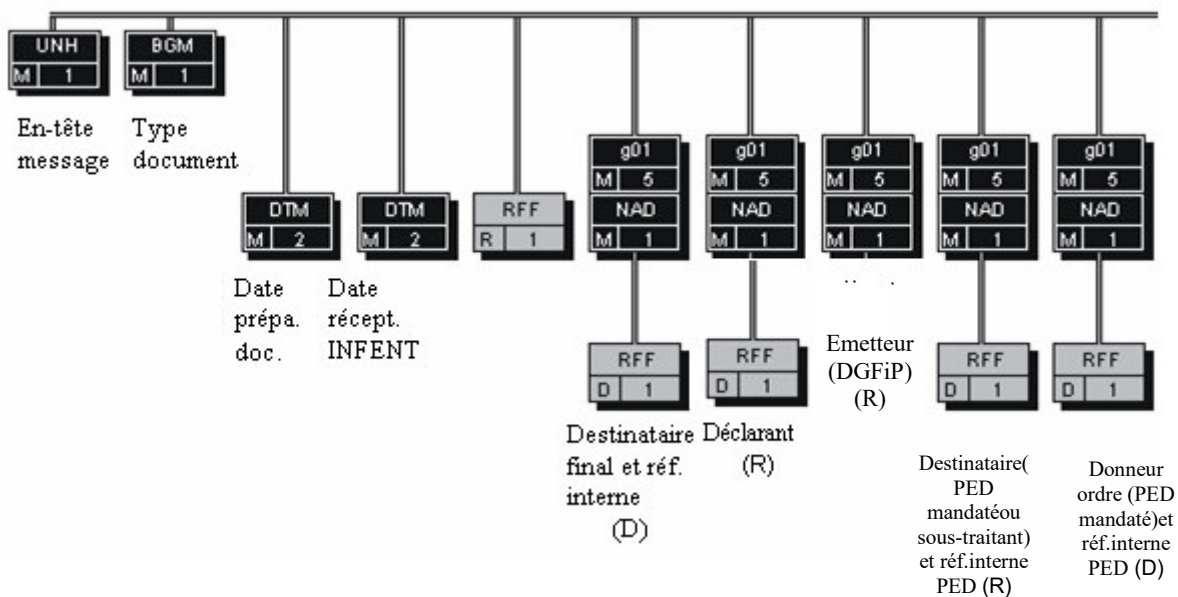 UNH
M 1
BGM
M 1
En-tête
message
Type
document
DTM
M 2
DTM
M 2
RFF
R 1
Date
prépa.
doc.
Date
récept.
INFENT
g01
M 5
NAD
M 1
g01
M 5
NAD
M 1
g01
M 5
NAD
M 1
g01
M 5
NAD
M 1
g01
M 5
NAD
M 1
RFF
D 1
RFF
D 1
Emetteur
(DGFiP)
(R)
RFF
D 1
RFF
D 1
Destinataire
final et réf.
interne
(D)
Déclarant
(R)
Destinataire(
PED
mandatéou
sous-traitant)
et réf.interne
PED (R)
Donneur
ordre (PED
mandaté)et
réf.interne
PED (D)